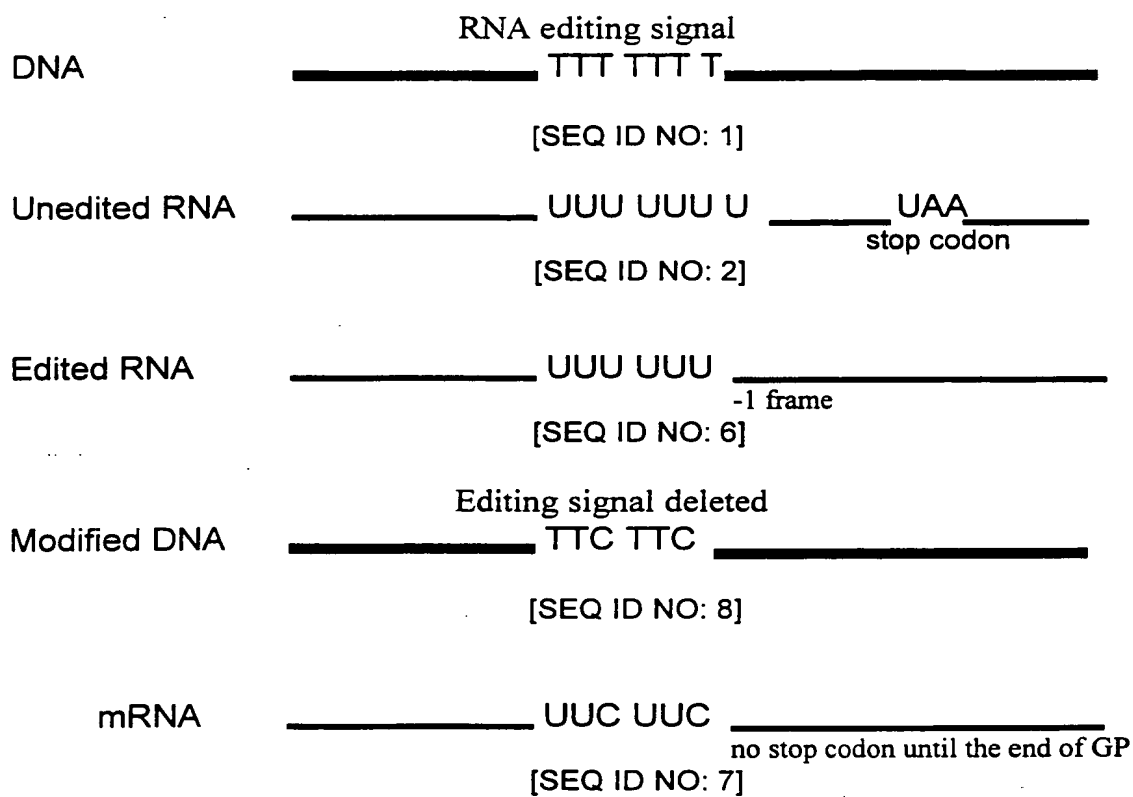 RNA editing signal
DNA TTT TTT T
[SEQ ID NO: 1]
Unedited RNA UUU UUU U UAA
stop codon
[SEQ ID NO: 2]
Edited RNA UUU UUU
-1 frame
[SEQ ID NO: 6]
Editing signal deleted
Modified DNA TTC TTC
[SEQ ID NO: 8]
mRNA UUC UUC
no stop codon until the end of GP
[SEQ ID NO: 7]